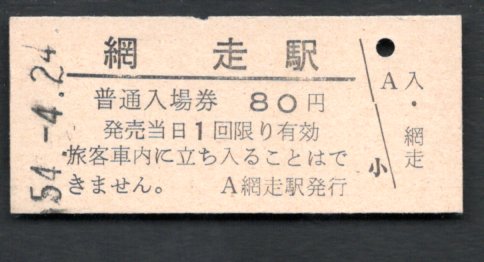 網走駅
普通入場券 80円
発売当日1回限り有効
旅客車内に立ち入ることはで
きません。 A網走駅発行
54.-4.24
A
小
入・網走